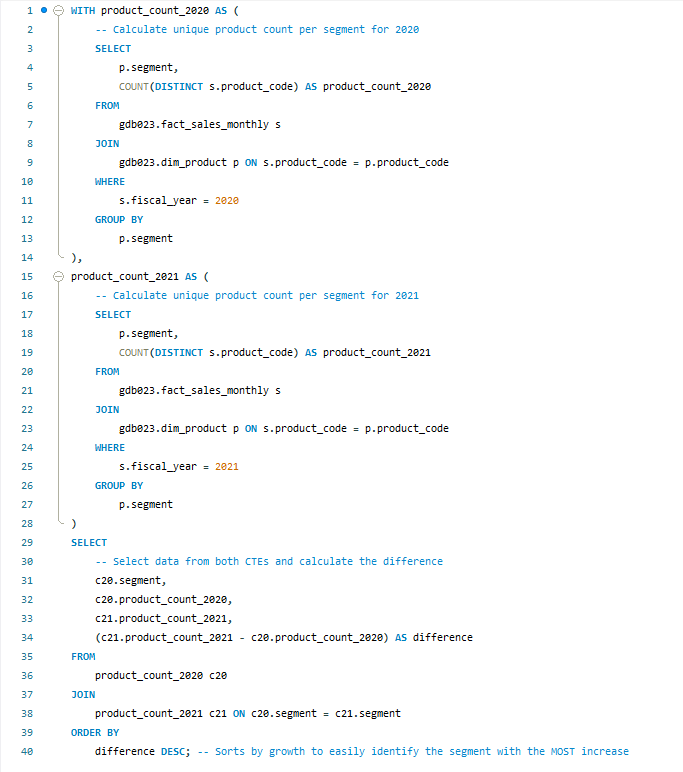 1 WITH product_count_2020 AS (
2 -- Calculate unique product count per segment for 2020
3 SELECT
4 p.segment,
5 COUNT(DISTINCT s.product_code) AS product_count_2020
6 FROM
7 gdb023.fact_sales_monthly s
8 JOIN
9 gdb023.dim_product p ON s.product_code = p.product_code
10 WHERE
11 s.fiscal_year = 2020
12 GROUP BY
13 p.segment
14 ),
15 product_count_2021 AS (
16 -- Calculate unique product count per segment for 2021
17 SELECT
18 p.segment,
19 COUNT(DISTINCT s.product_code) AS product_count_2021
20 FROM
21 gdb023.fact_sales_monthly s
22 JOIN
23 gdb023.dim_product p ON s.product_code = p.product_code
24 WHERE
25 s.fiscal_year = 2021
26 GROUP BY
27 p.segment
28 )
29 SELECT
30 -- Select data from both CTEs and calculate the difference
31 c20.segment,
32 c20.product_count_2020,
33 c21.product_count_2021,
34 (c21.product_count_2021 - c20.product_count_2020) AS difference
35 FROM
36 product_count_2020 c20
37 JOIN
38 product_count_2021 c21 ON c20.segment = c21.segment
39 ORDER BY
40 difference DESC; -- Sorts by growth to easily identify the segment with the MOST increase